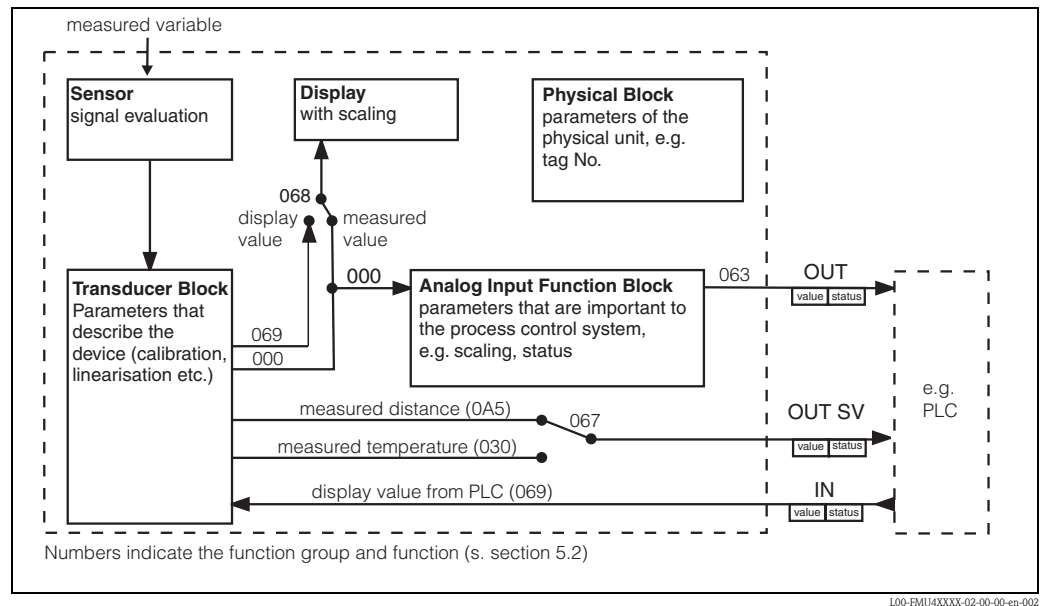 measured variable
Sensor
signal evaluation
Display
with scaling
Physical Block
parameters of the
physical unit, e.g.
tag No.
068
display
value
measured
value
Transducer Block
Parameters that
describe the
device (calibration,
linearisation etc.)
069
000
000
Analog Input Function Block
parameters that are important to
the process control system,
e.g. scaling, status
063
OUT
value status
e.g.
PLC
measured distance (0A5)
067
OUT SV
value status
measured temperature (030)
display value from PLC (069)
IN
value status
Numbers indicate the function group and function (s. section 5.2)
L00-FMU4XXXX-02-00-00-en-002